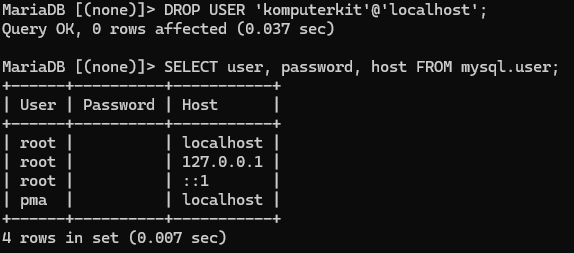 MariaDB [(none)]> DROP USER 'komputerkit'@'localhost';
Query OK, 0 rows affected (0.037 sec)
MariaDB [(none)]> SELECT user, password, host FROM mysql.user;
+------+----------+-----------+
| User | Password | Host      |
+------+----------+-----------+
| root |          | localhost |
| root |          | 127.0.0.1 |
| root |          | ::1       |
| pma  |          | localhost |
+------+----------+-----------+
4 rows in set (0.007 sec)